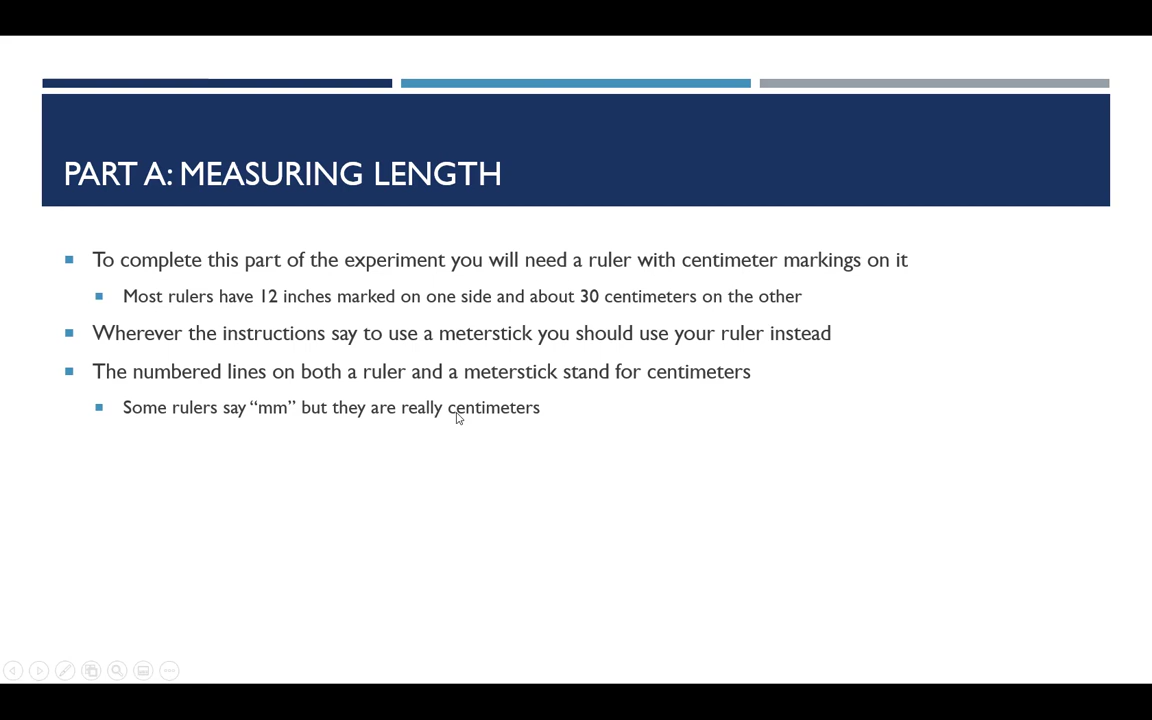 PART A: MEASURING LENGTH
To complete this part of the experiment you will need a ruler with centimeter markings on it
Most rulers have 12 inches marked on one side and about 30 centimeters on the other
Wherever the instructions say to use a meterstick you should use your ruler instead
The numbered lines on both a ruler and a meterstick stand for centimeters
Some rulers say “mm” but they are really centimeters